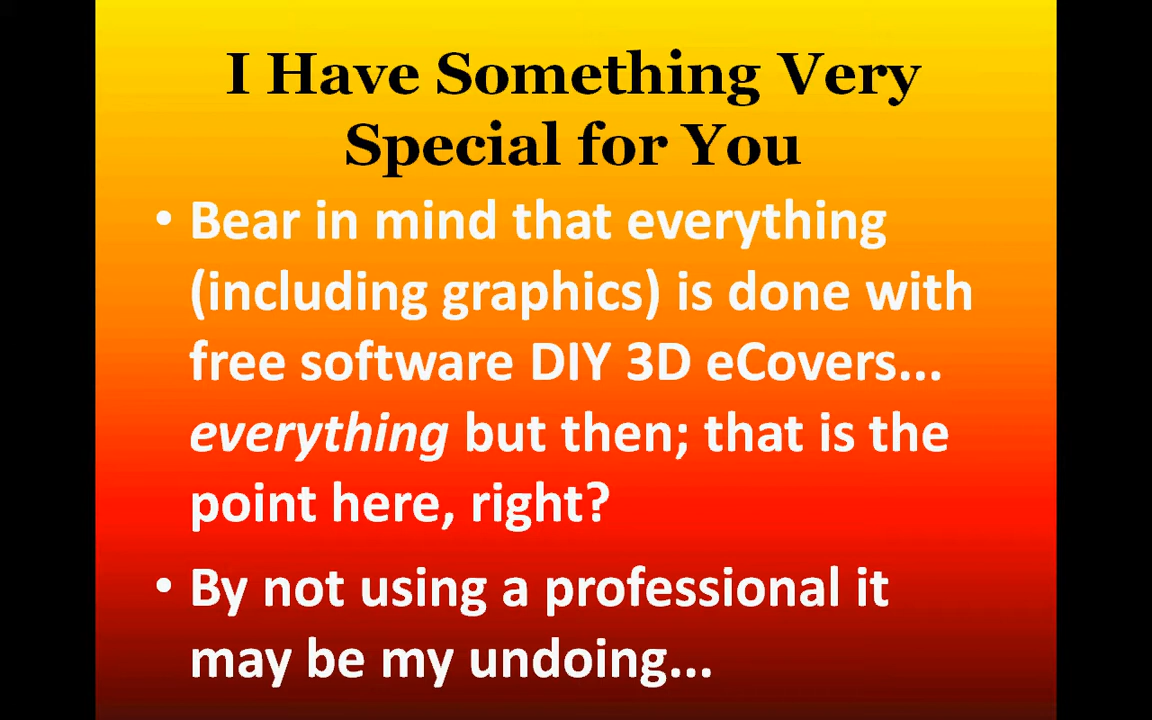 I Have Something Very
Special for You
• Bear in mind that everything
(including graphics) is done with
free software DIY 3D eCovers...
everything but then; that is the
point here, right?
• By not using a professional it
may be my undoing...